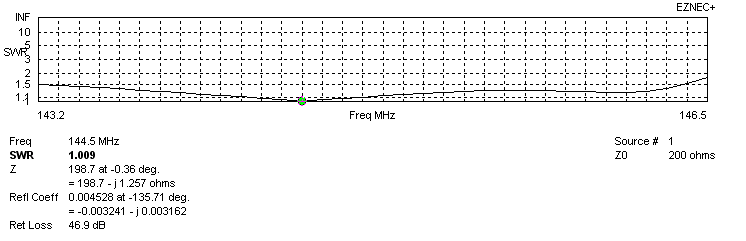 EZNEC+
INF
10
5
SWR
3
2
1.5
1.1
143.2 Freq MHz 146.5
Freq 144.5 MHz Source # 1
SWR 1.009 Z0 200 ohms
Z 198.7 at -0.36 deg.
= 198.7 - j 1.257 ohms
Refl Coeff 0.004528 at -135.71 deg.
= -0.003241 - j 0.003162
Ret Loss 46.9 dB